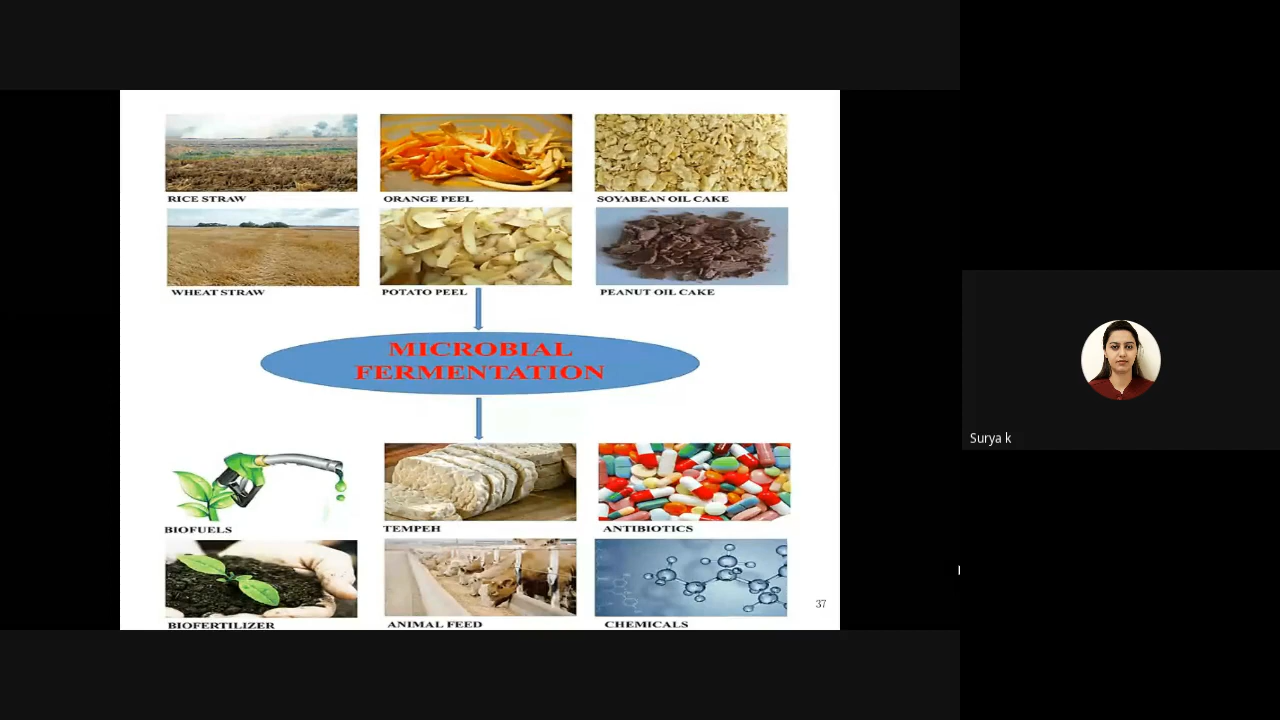 RICE STRAW
ORANGE PEEL
SOYABEAN OIL CAKE
WHEAT STRAW
POTATO PEEL
PEANUT OIL CAKE
MICROBIAL
FERMENTATION
BIOFUELS
TEMPEH
ANTIBIOTICS
BIOFERTILIZER
ANIMAL FEED
CHEMICALS
37
Surya k